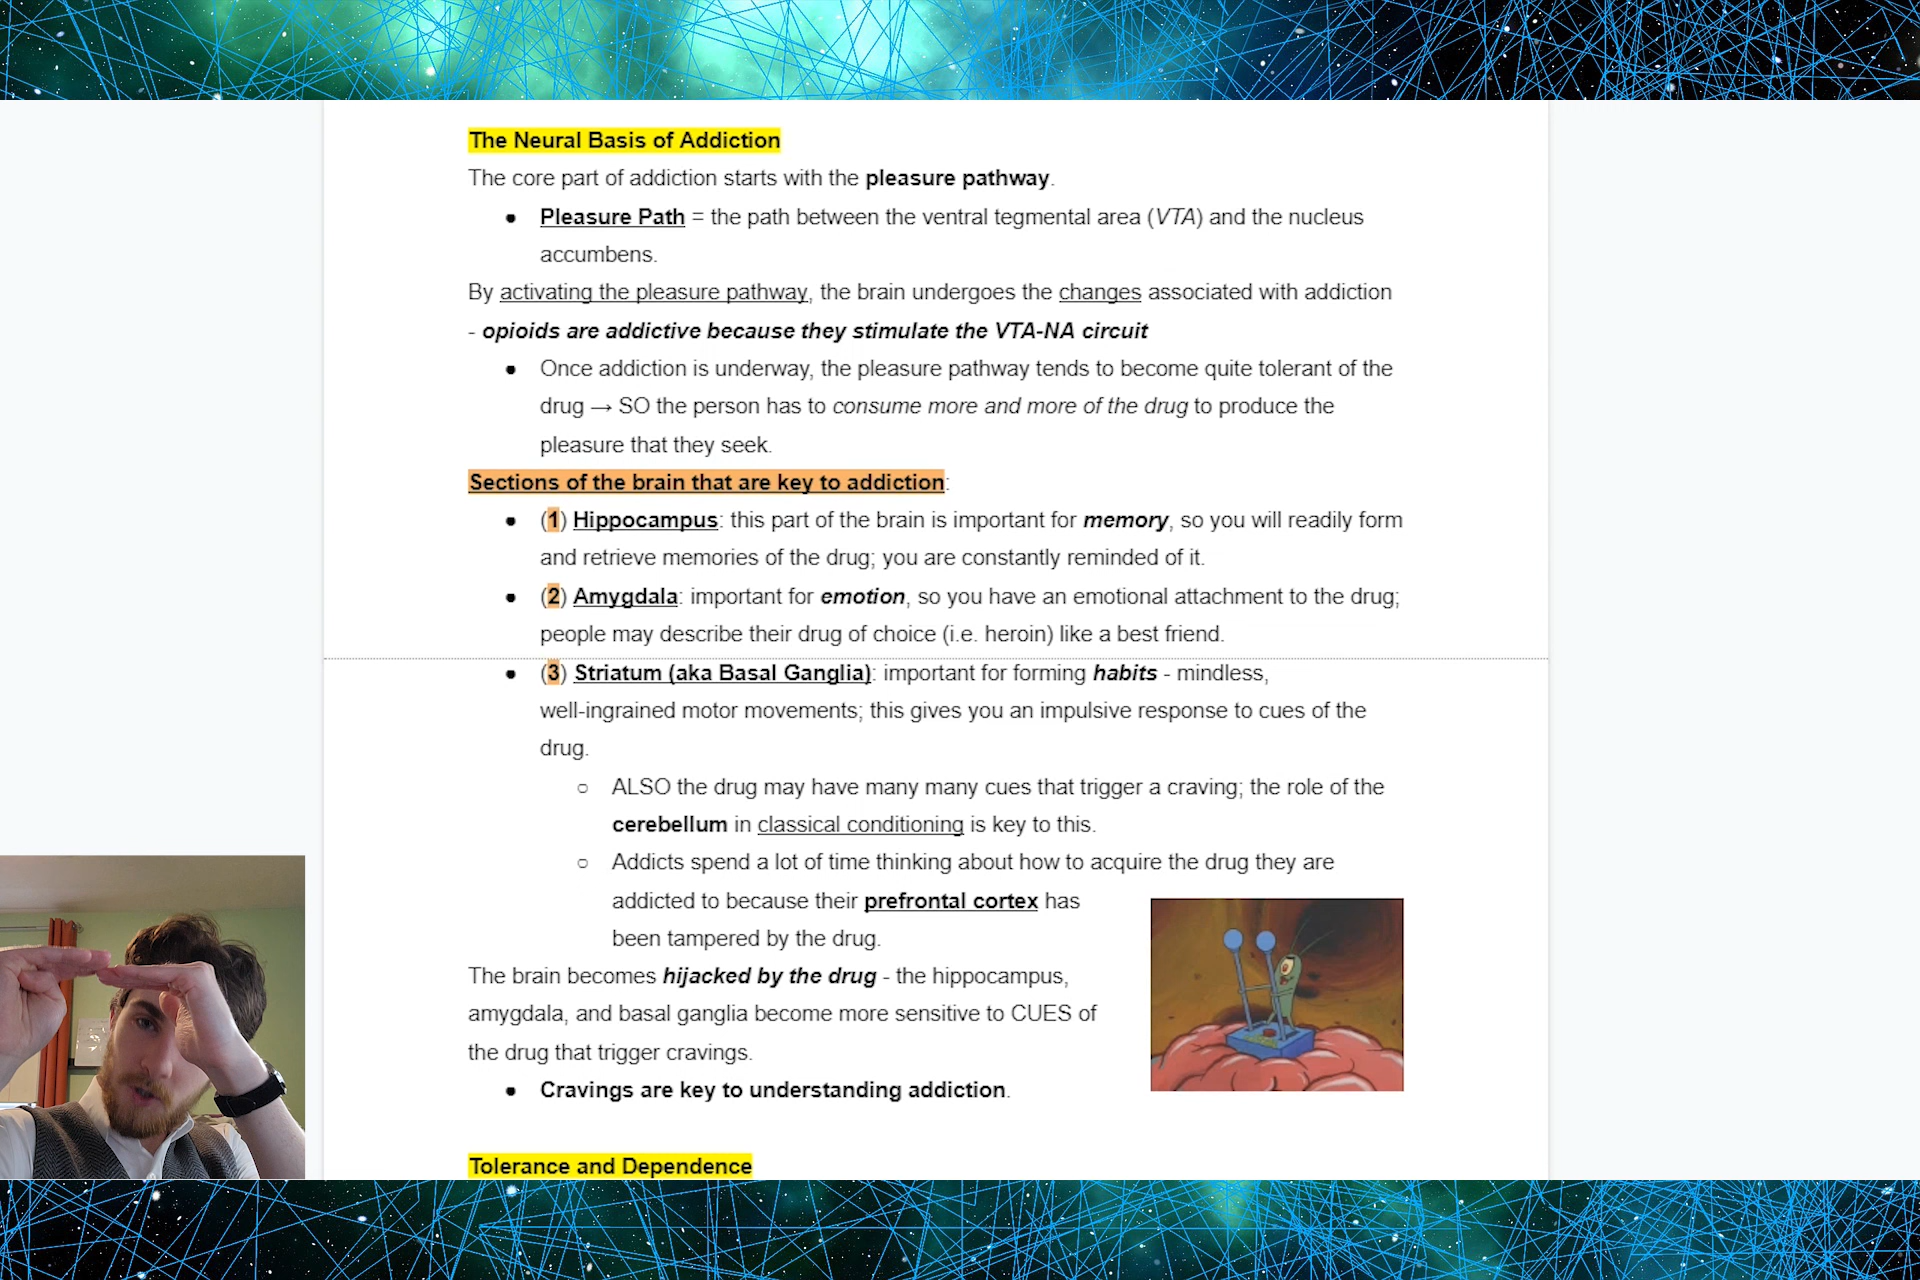 The Neural Basis of Addiction
The core part of addiction starts with the pleasure pathway.
● Pleasure Path = the path between the ventral tegmental area (VTA) and the nucleus
accumbens.
By activating the pleasure pathway, the brain undergoes the changes associated with addiction
- opioids are addictive because they stimulate the VTA-NA circuit
● Once addiction is underway, the pleasure pathway tends to become quite tolerant of the
drug → SO the person has to consume more and more of the drug to produce the
pleasure that they seek.
Sections of the brain that are key to addiction:
● (1) Hippocampus: this part of the brain is important for memory, so you will readily form
and retrieve memories of the drug; you are constantly reminded of it.
● (2) Amygdala: important for emotion, so you have an emotional attachment to the drug;
people may describe their drug of choice (i.e. heroin) like a best friend.
● (3) Striatum (aka Basal Ganglia): important for forming habits - mindless,
well-ingrained motor movements; this gives you an impulsive response to cues of the
drug.
○ ALSO the drug may have many many cues that trigger a craving; the role of the
cerebellum in classical conditioning is key to this.
○ Addicts spend a lot of time thinking about how to acquire the drug they are
addicted to because their prefrontal cortex has
been tampered by the drug.
The brain becomes hijacked by the drug - the hippocampus,
amygdala, and basal ganglia become more sensitive to CUES of
the drug that trigger cravings.
● Cravings are key to understanding addiction.
Tolerance and Dependence